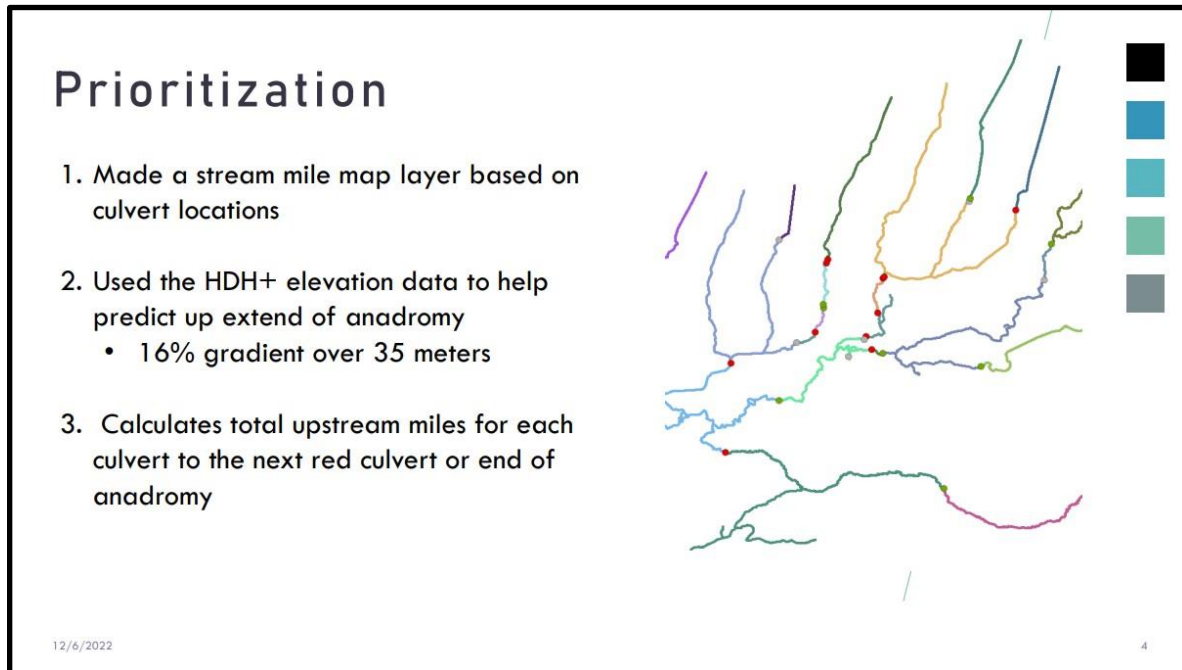 Prioritization
1. Made a stream mile map layer based on
culvert locations
2. Used the HDH+ elevation data to help
predict up extend of anadromy
• 16% gradient over 35 meters
3. Calculates total upstream miles for each
culvert to the next red culvert or end of
anadromy
12/6/2022
4